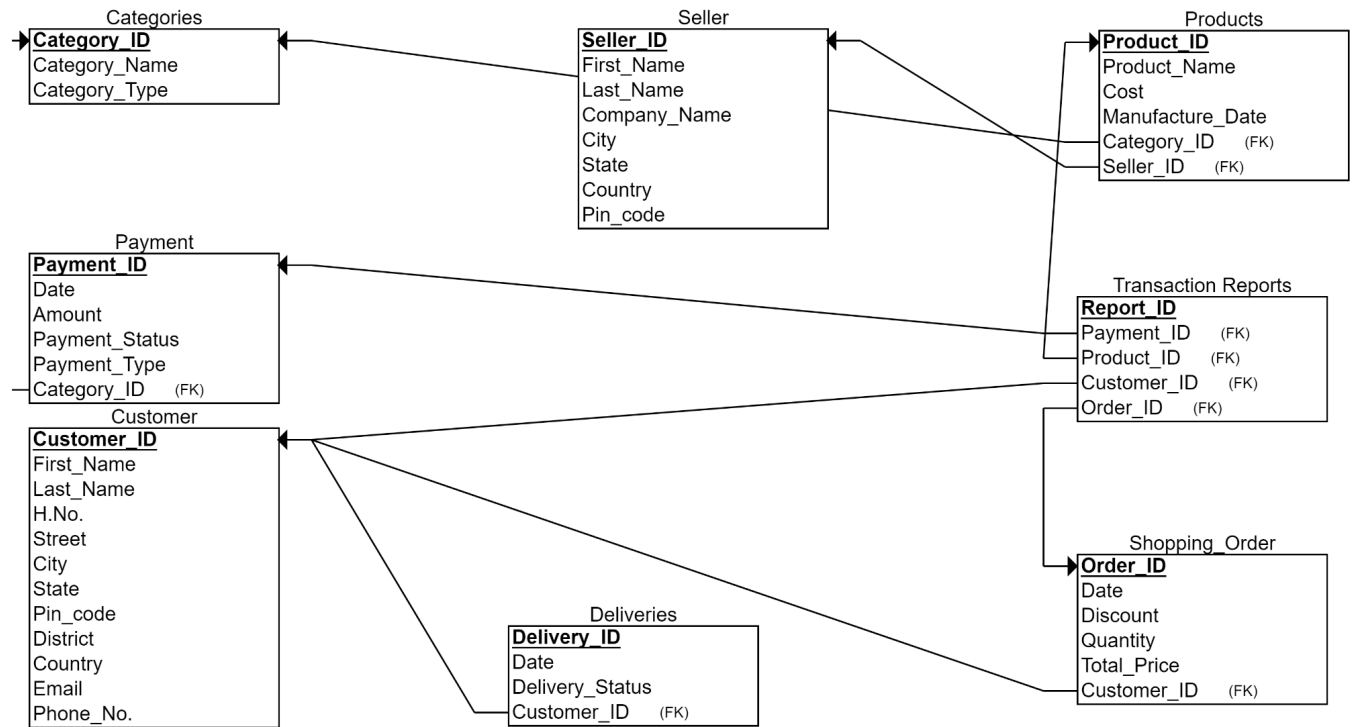 Categories
Category_ID
Category_Name
Category_Type
Seller
Seller_ID
First_Name
Last_Name
Company_Name
City
State
Country
Pin_code
Products
Product_ID
Product_Name
Cost
Manufacture_Date
Category_ID (FK)
Seller_ID (FK)
Payment
Payment_ID
Date
Amount
Payment_Status
Payment_Type
Category_ID (FK)
Transaction Reports
Report_ID
Payment_ID (FK)
Product_ID (FK)
Customer_ID (FK)
Order_ID (FK)
Customer
Customer_ID
First_Name
Last_Name
H.No.
Street
City
State
Pin_code
District
Country
Email
Phone_No.
Deliveries
Delivery_ID
Date
Delivery_Status
Customer_ID (FK)
Shopping_Order
Order_ID
Date
Discount
Quantity
Total_Price
Customer_ID (FK)